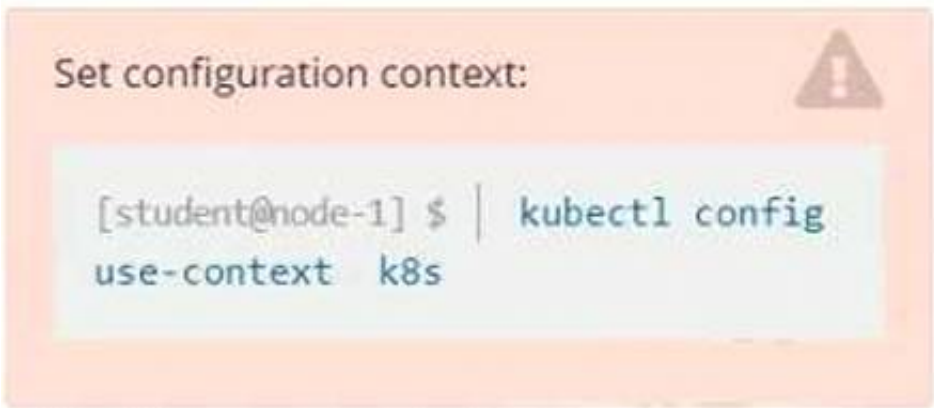 Set configuration context:
[student@node-1] $ | kubectl config
use-context k8s